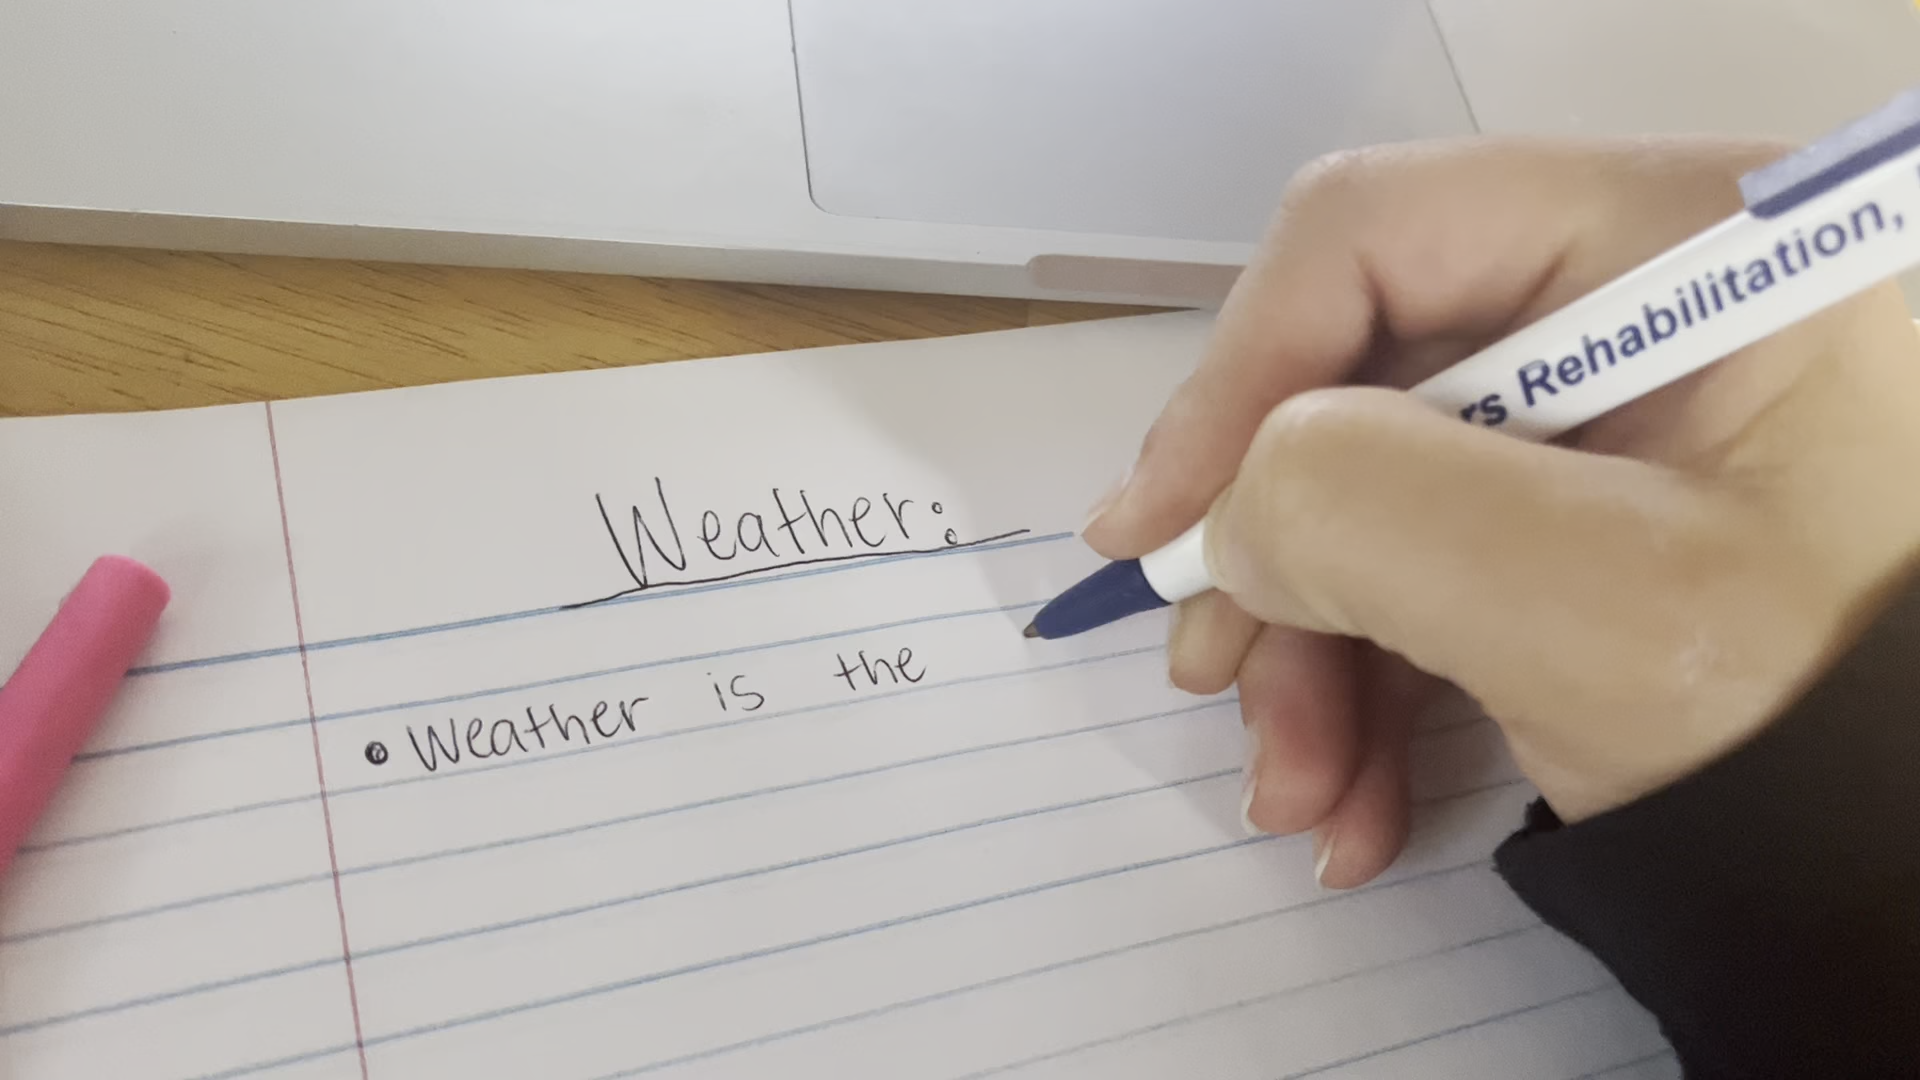 Weather:
• Weather is the
rs Rehabilitation,